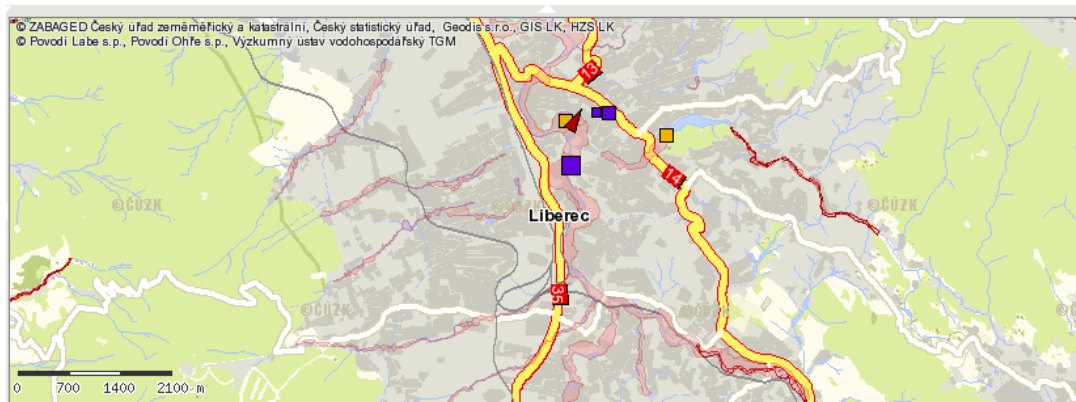 © ZABAGED Český úřad zeměměřický a katastrální, Český statistický úřad, Geodis s.r.o., GIS LK, HZS LK
© Povodí Labe s.p., Povodí Ohře s.p., Výzkumný ústav vodohospodářský TGM
13
14
©ČÚZK
©ČÚZK
©ČÚZK
Liberec
35
©ČÚZK
©ČÚZK
0 700 1400 2100 m